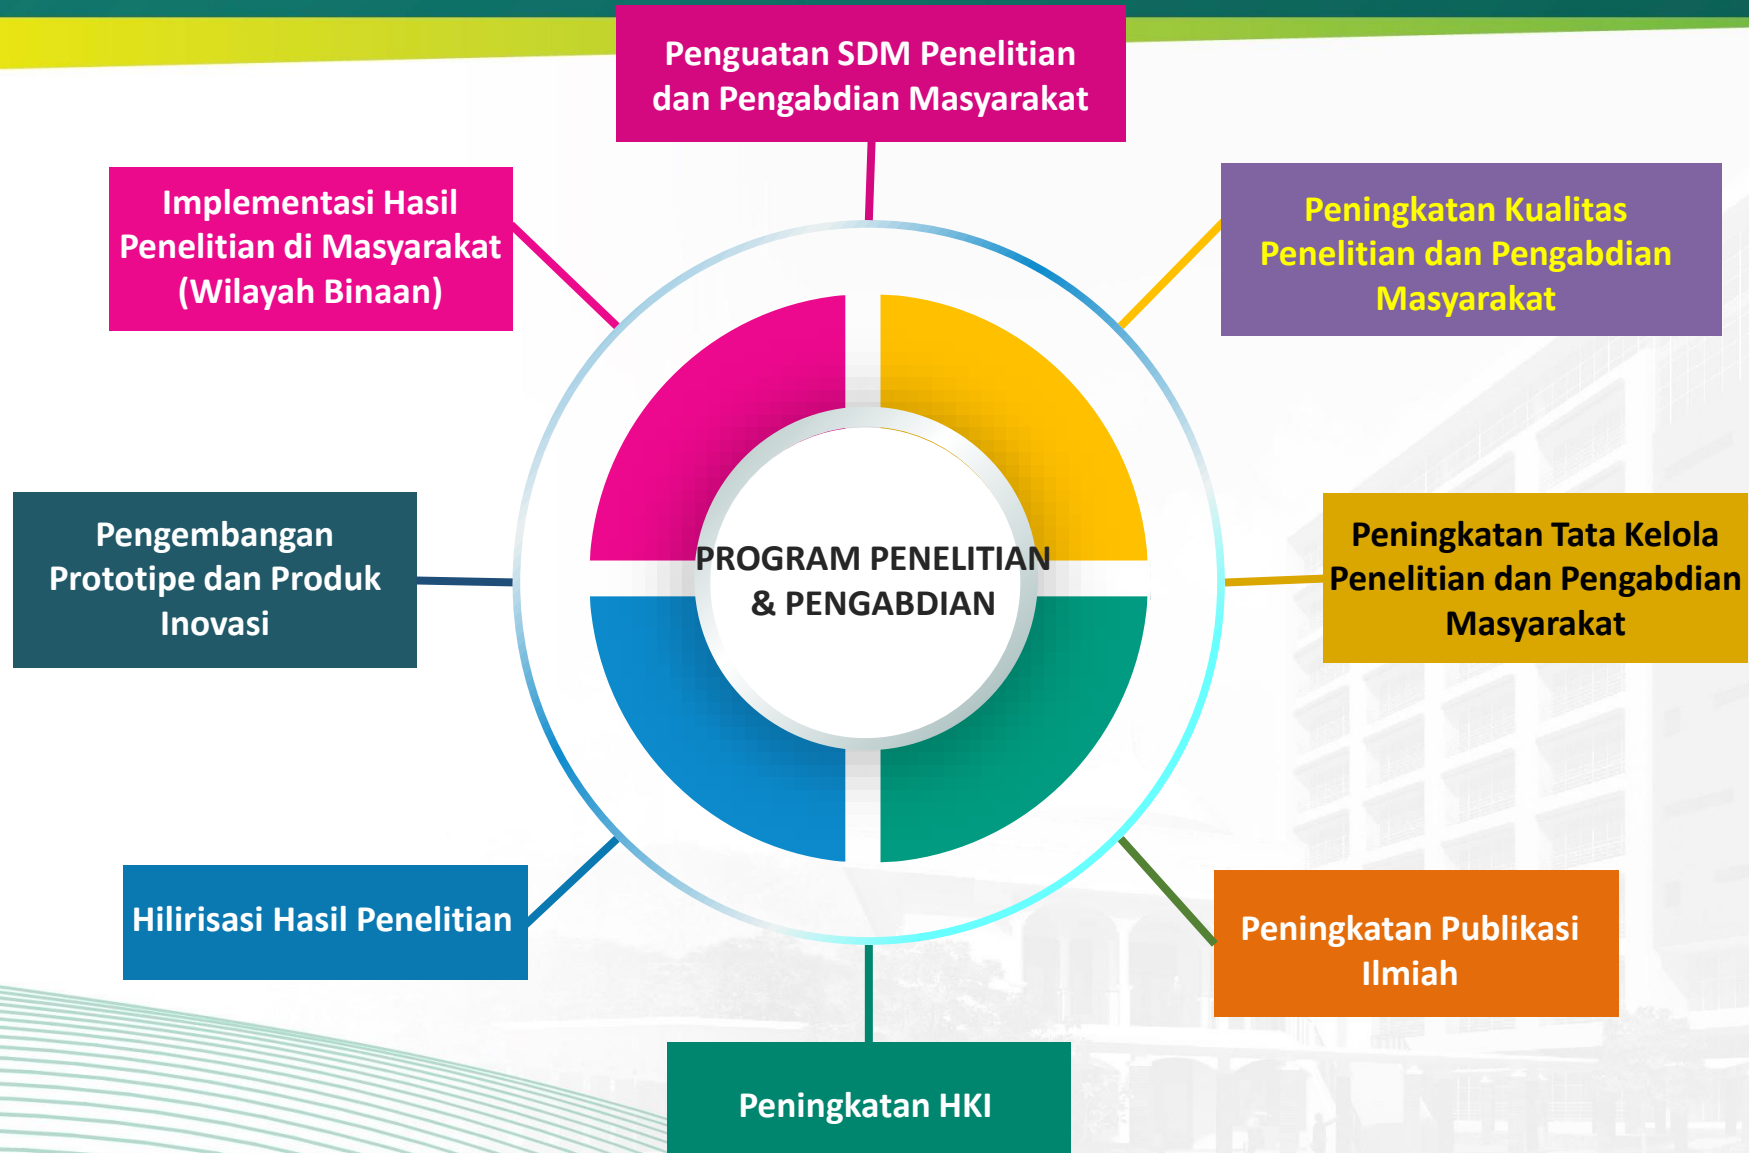 Penguatan SDM Penelitian
dan Pengabdian Masyarakat
Implementasi Hasil
Penelitian di Masyarakat
(Wilayah Binaan)
Peningkatan Kualitas
Penelitian dan Pengabdian
Masyarakat
Pengembangan
Prototipe dan Produk
Inovasi
PROGRAM PENELITIAN
& PENGABDIAN
Peningkatan Tata Kelola
Penelitian dan Pengabdian
Masyarakat
Hilirisasi Hasil Penelitian
Peningkatan Publikasi
Ilmiah
Peningkatan HKI